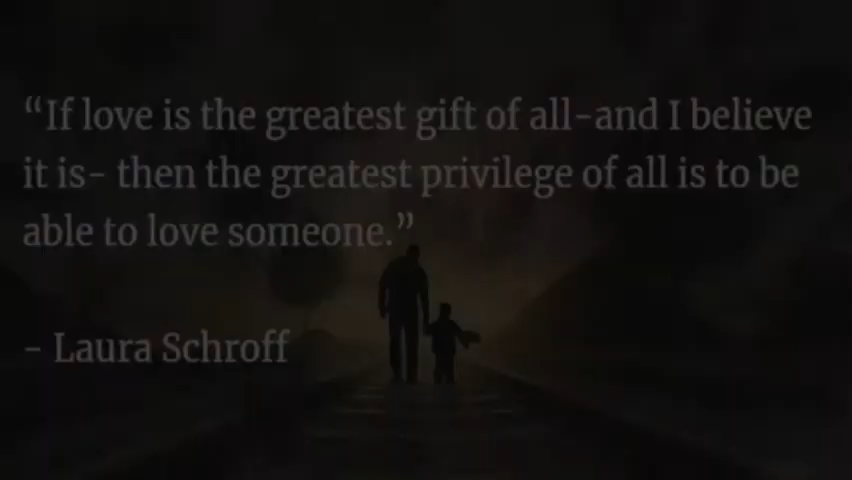 “If love is the greatest gift of all-and I believe
it is- then the greatest privilege of all is to be
able to love someone.”
- Laura Schroff